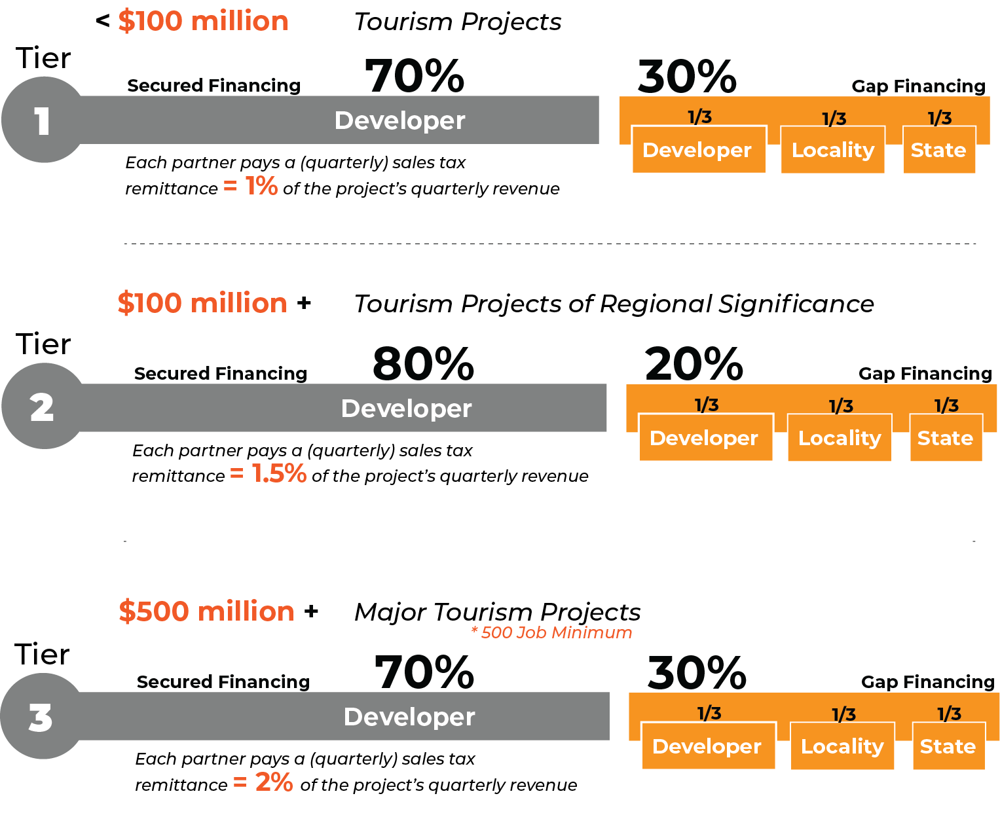 < $100 million Tourism Projects
Tier
1
Secured Financing 70% 30% Gap Financing
Developer
1/3 1/3 1/3
Developer Locality State
Each partner pays a (quarterly) sales tax
remittance = 1% of the project's quarterly revenue
$100 million + Tourism Projects of Regional Significance
Tier
2
Secured Financing 80% 20% Gap Financing
Developer
1/3 1/3 1/3
Developer Locality State
Each partner pays a (quarterly) sales tax
remittance = 1.5% of the project's quarterly revenue
$500 million + Major Tourism Projects
* 500 Job Minimum
Tier
3
Secured Financing 70% 30% Gap Financing
Developer
1/3 1/3 1/3
Developer Locality State
Each partner pays a (quarterly) sales tax
remittance = 2% of the project's quarterly revenue